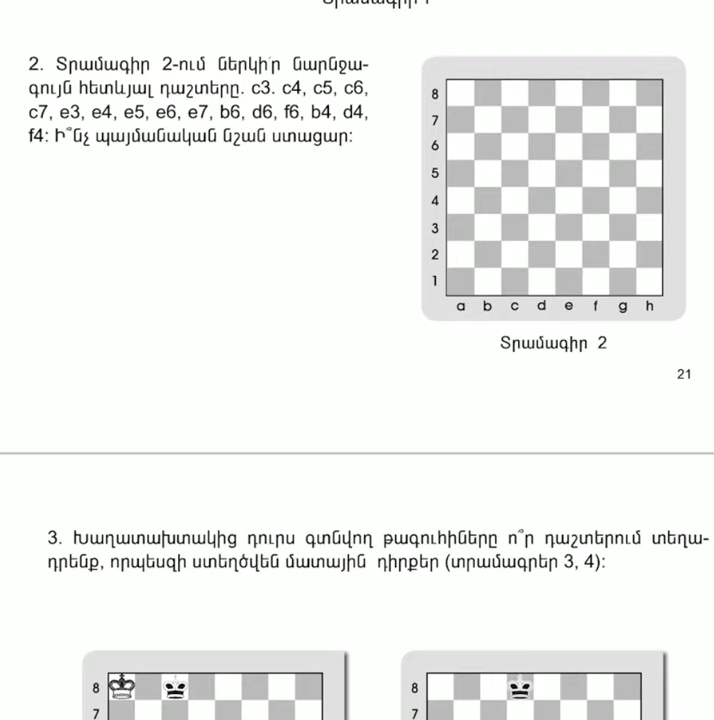 Տրամագիր 1
2. Տրամագիր 2-ում ներկի՛ր նարնջա-
գույն հետևյալ դաշտերը. c3. c4, c5, c6,
c7, e3, e4, e5, e6, e7, b6, d6, f6, b4, d4,
f4: Ի՞նչ պայմանական նշան ստացար:
8
7
6
5
4
3
2
1
a b c d e f g h
Տրամագիր 2
21
3. Խաղատախտակից դուրս գտնվող թագուհիները ո՞ր դաշտերում տեղա-
դրենք, որպեսզի ստեղծվեն մատային դիրքեր (տրամագրեր 3, 4):
8 8
7 7